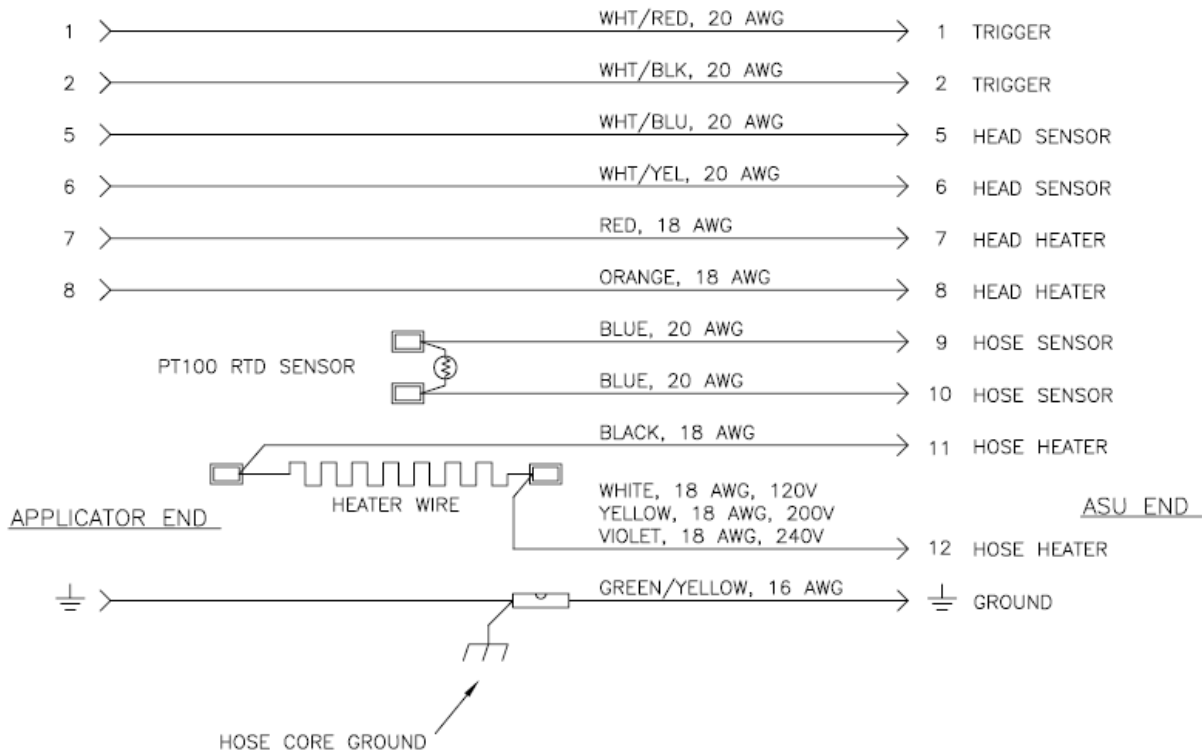 1 WHT/RED, 20 AWG 1 TRIGGER
2 WHT/BLK, 20 AWG 2 TRIGGER
5 WHT/BLU, 20 AWG 5 HEAD SENSOR
6 WHT/YEL, 20 AWG 6 HEAD SENSOR
7 RED, 18 AWG 7 HEAD HEATER
8 ORANGE, 18 AWG 8 HEAD HEATER
BLUE, 20 AWG 9 HOSE SENSOR
PT100 RTD SENSOR
BLUE, 20 AWG 10 HOSE SENSOR
BLACK, 18 AWG 11 HOSE HEATER
HEATER WIRE
WHITE, 18 AWG, 120V
APPLICATOR END YELLOW, 18 AWG, 200V ASU END
VIOLET, 18 AWG, 240V
12 HOSE HEATER
GREEN/YELLOW, 16 AWG GROUND
HOSE CORE GROUND